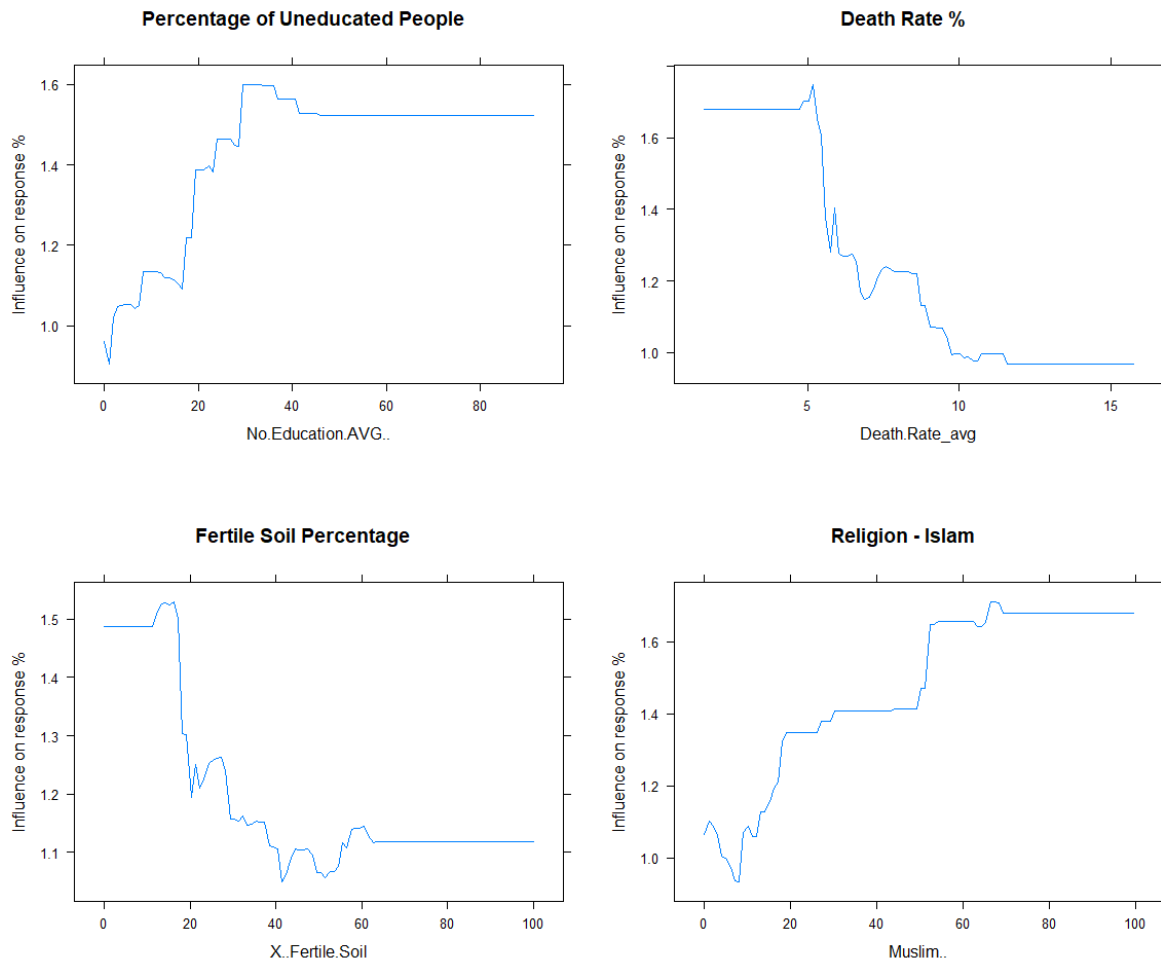 Percentage of Uneducated People
Influence on response %
1.6
1.4
1.2
1.0
0 20 40 60 80
No.Education.AVG..
Death Rate %
Influence on response %
1.6
1.4
1.2
1.0
5 10 15
Death.Rate_avg
Fertile Soil Percentage
Influence on response %
1.5
1.4
1.3
1.2
1.1
0 20 40 60 80 100
X..Fertile.Soil
Religion - Islam
Influence on response %
1.6
1.4
1.2
1.0
0 20 40 60 80 100
Muslim..